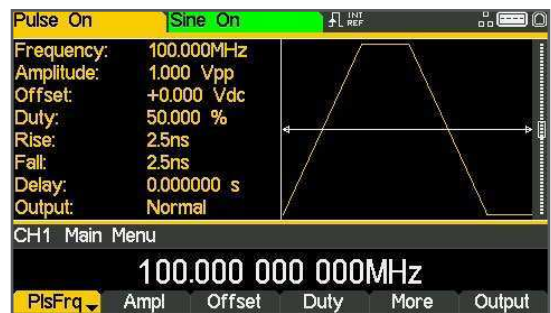 Pulse On Sine On INT REF
Frequency: 100.000MHz
Amplitude: 1.000 Vpp
Offset: +0.000 Vdc
Duty: 50.000 %
Rise: 2.5ns
Fall: 2.5ns
Delay: 0.000000 s
Output: Normal
CH1 Main Menu
100.000 000 000MHz
PlsFrq Ampl Offset Duty More Output